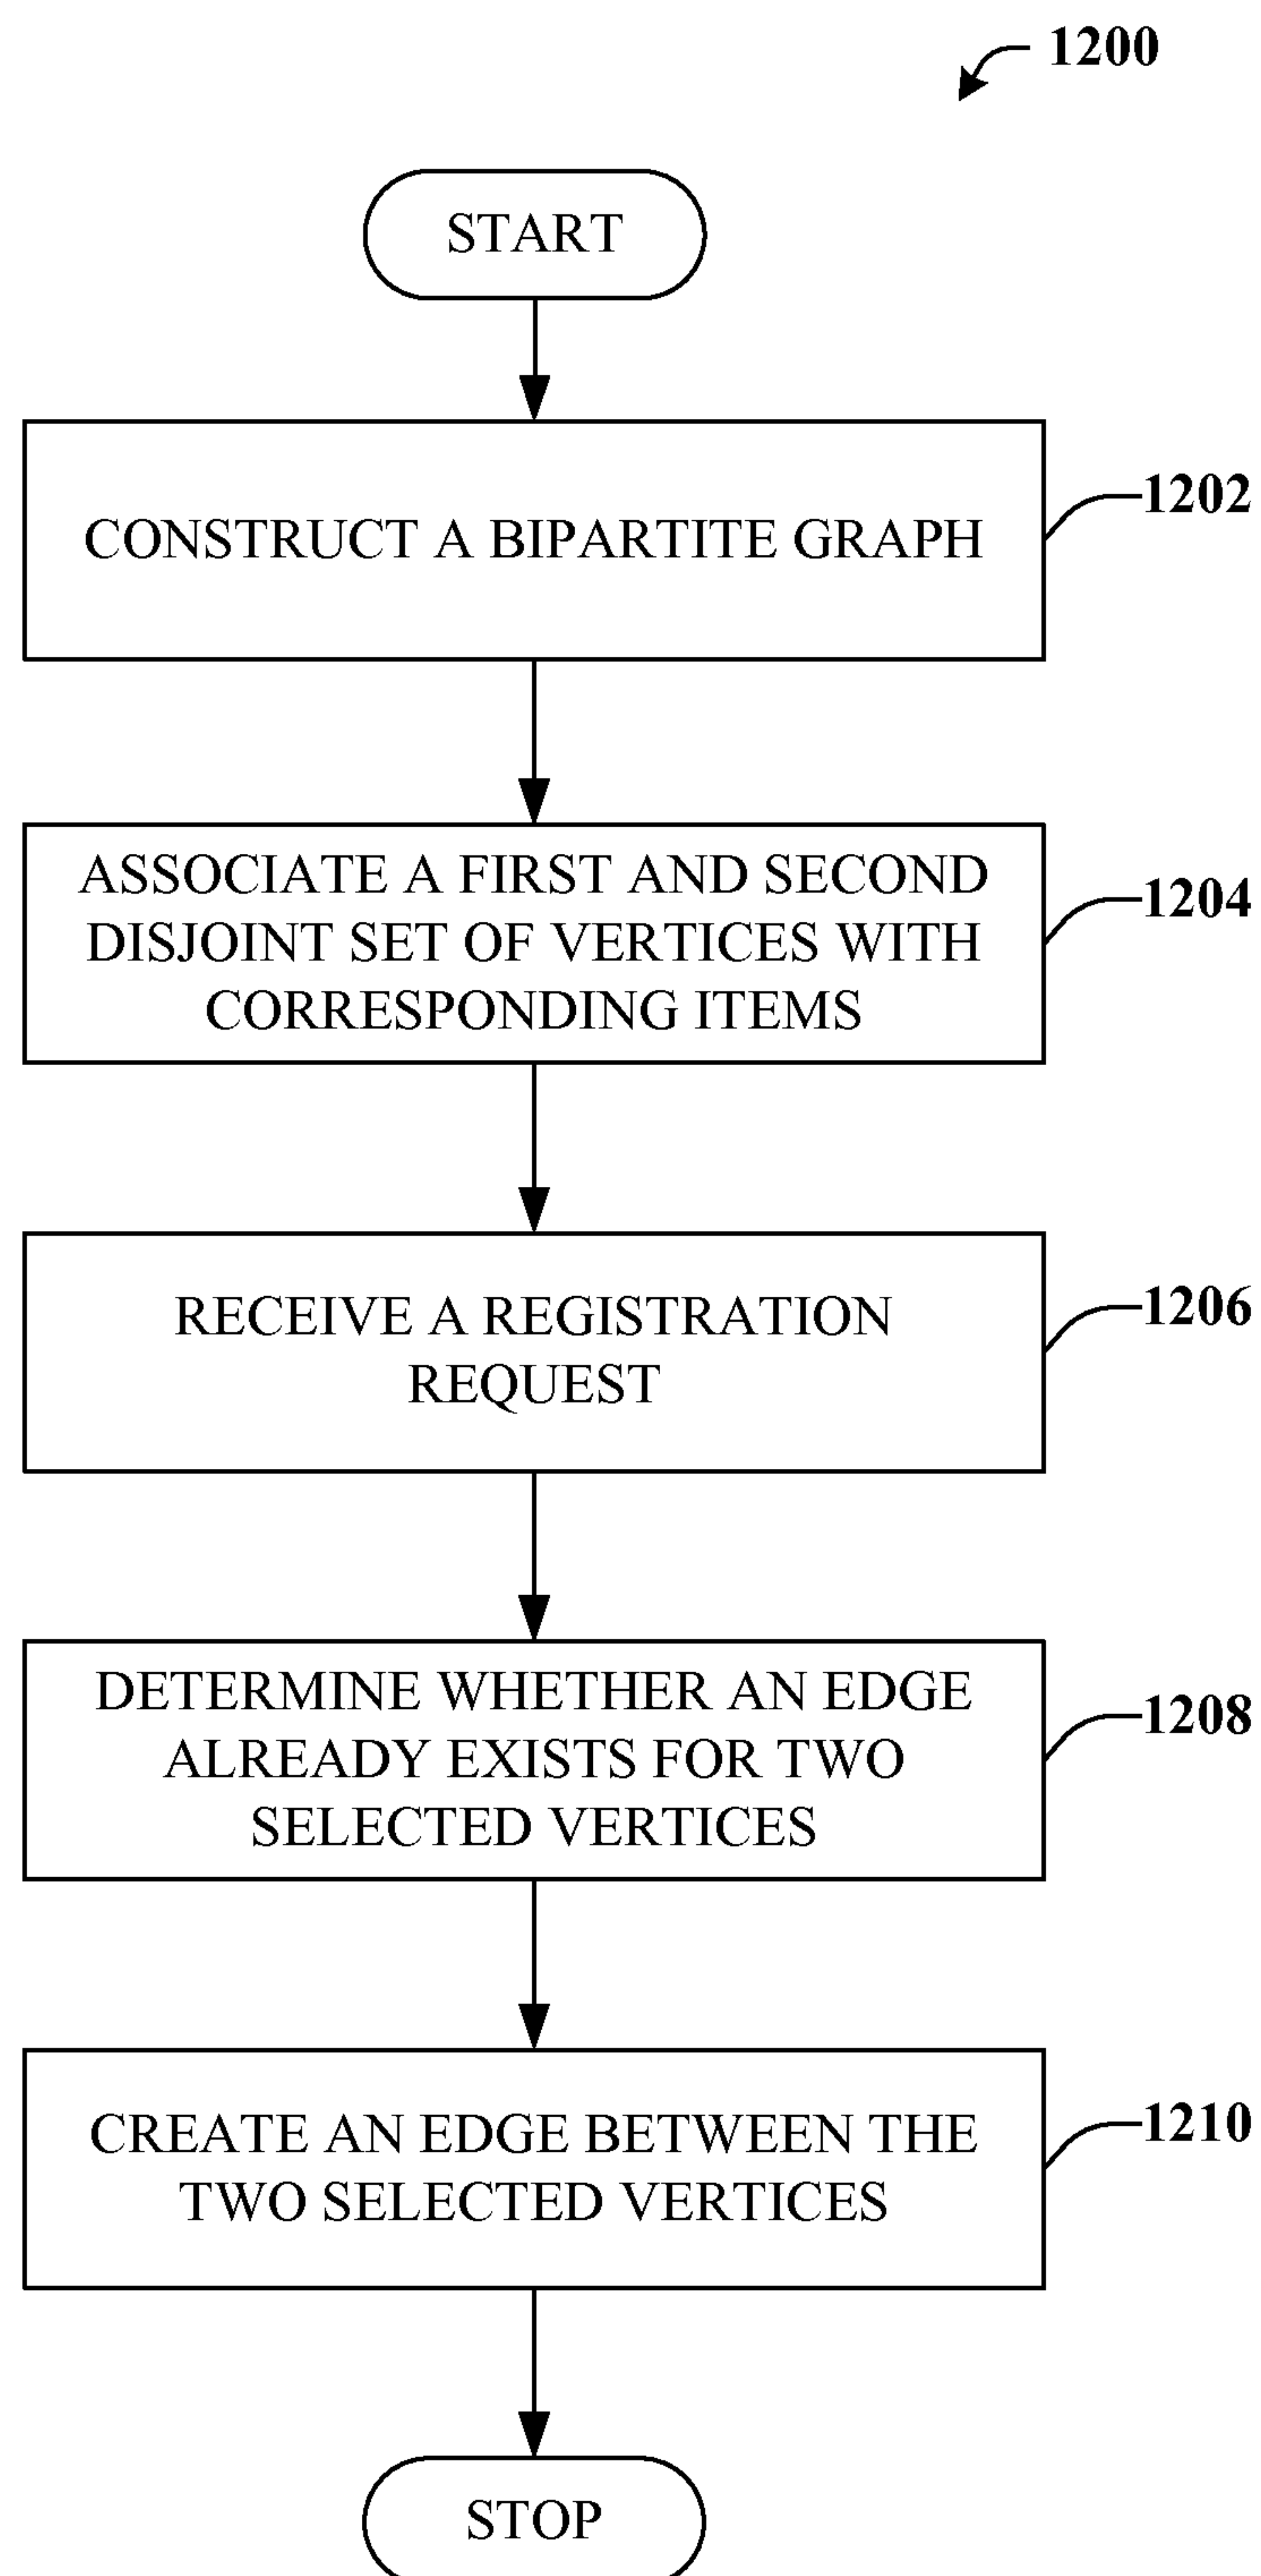 1200
START
CONSTRUCT A BIPARTITE GRAPH
1202
ASSOCIATE A FIRST AND SECOND
DISJOINT SET OF VERTICES WITH
CORRESPONDING ITEMS
1204
RECEIVE A REGISTRATION
REQUEST
1206
DETERMINE WHETHER AN EDGE
ALREADY EXISTS FOR TWO
SELECTED VERTICES
1208
CREATE AN EDGE BETWEEN THE
TWO SELECTED VERTICES
1210
STOP